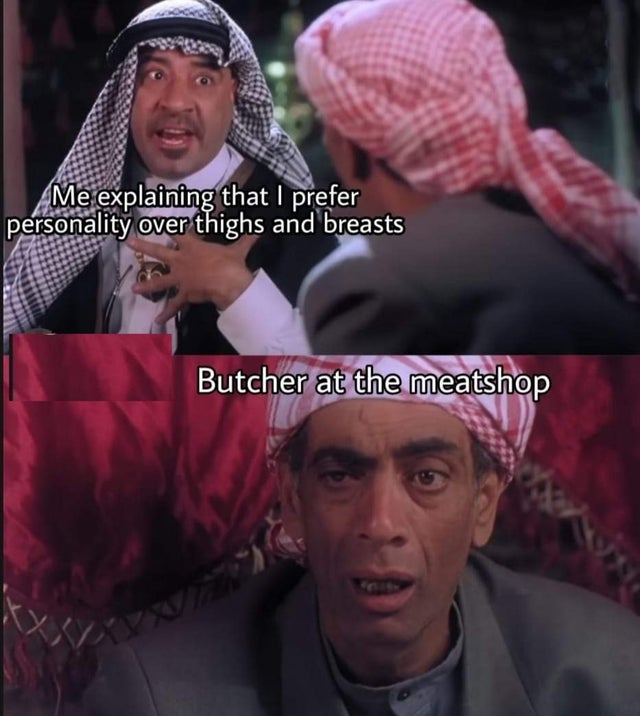 Me explaining that I prefer
personality over thighs and breasts
Butcher at the meatshop